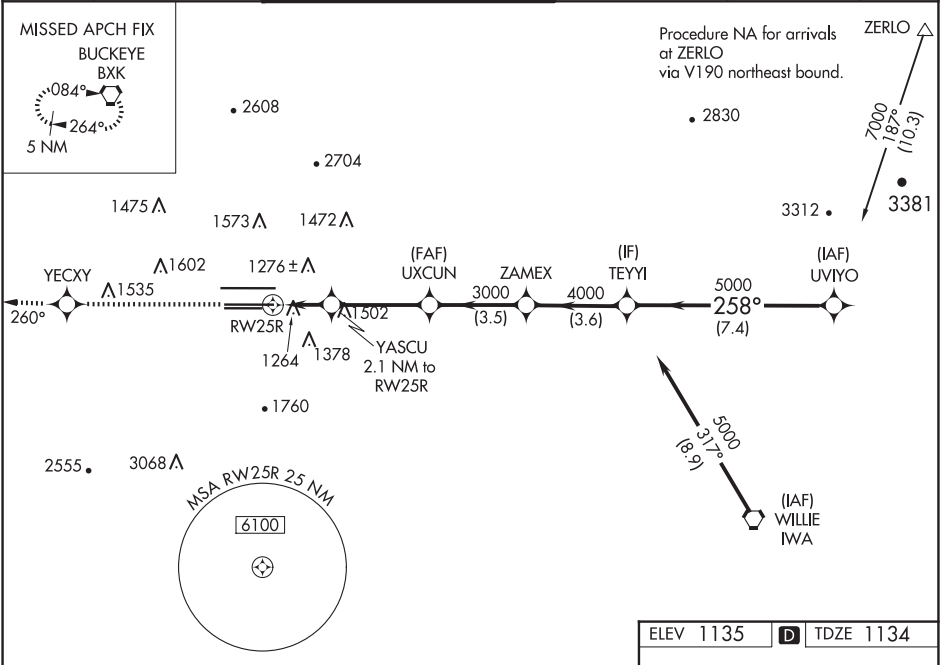 MISSED APCH FIX
BUCKEYE
BXK
084°
264°
5 NM
Procedure NA for arrivals
at ZERLO
via V190 northeast bound.
ZERLO
7000
187°
(10.3)
2608
2830
2704
3381
3312
1475
1573
1472
YECXY
1602
1276±
(FAF)
UXCUN
ZAMEX
(IF)
TEYYI
(IAF)
UVIYO
1535
3000
4000
5000
260°
RW25R
1502
(3.5)
(3.6)
258°
(7.4)
1264
1378
YASCU
2.1 NM to
RW25R
1760
5000
317°
(8.9)
2555
3068
(IAF)
WILLIE
IWA
MSA RW25R 25 NM
6100
ELEV 1135 D TDZE 1134